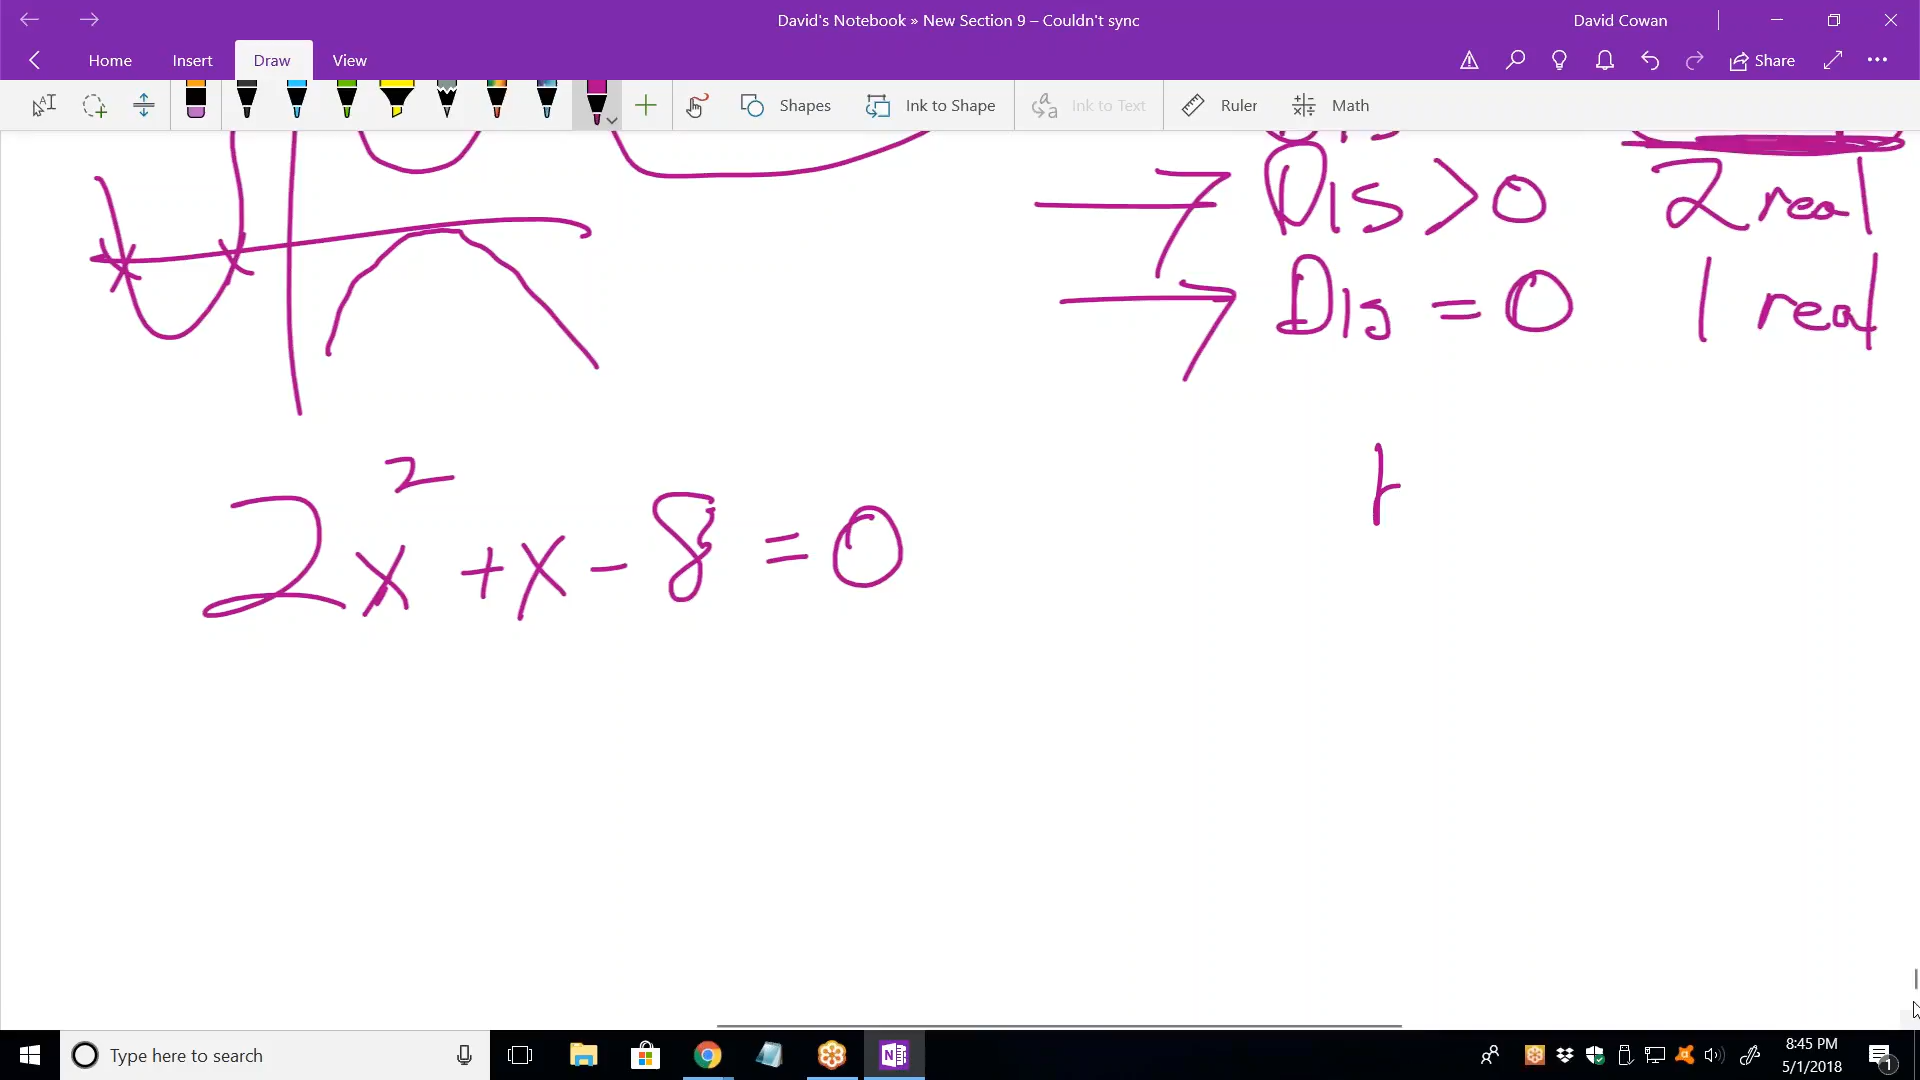 David's Notebook » New Section 9 – Couldn't sync
David Cowan
Home Insert Draw View
Share
Shapes Ink to Shape Ink to Text Ruler Math
Dis > 0 2 real
Dis = 0 1 real
2x² + x - 8 = 0
Type here to search
8:45 PM
5/1/2018
1